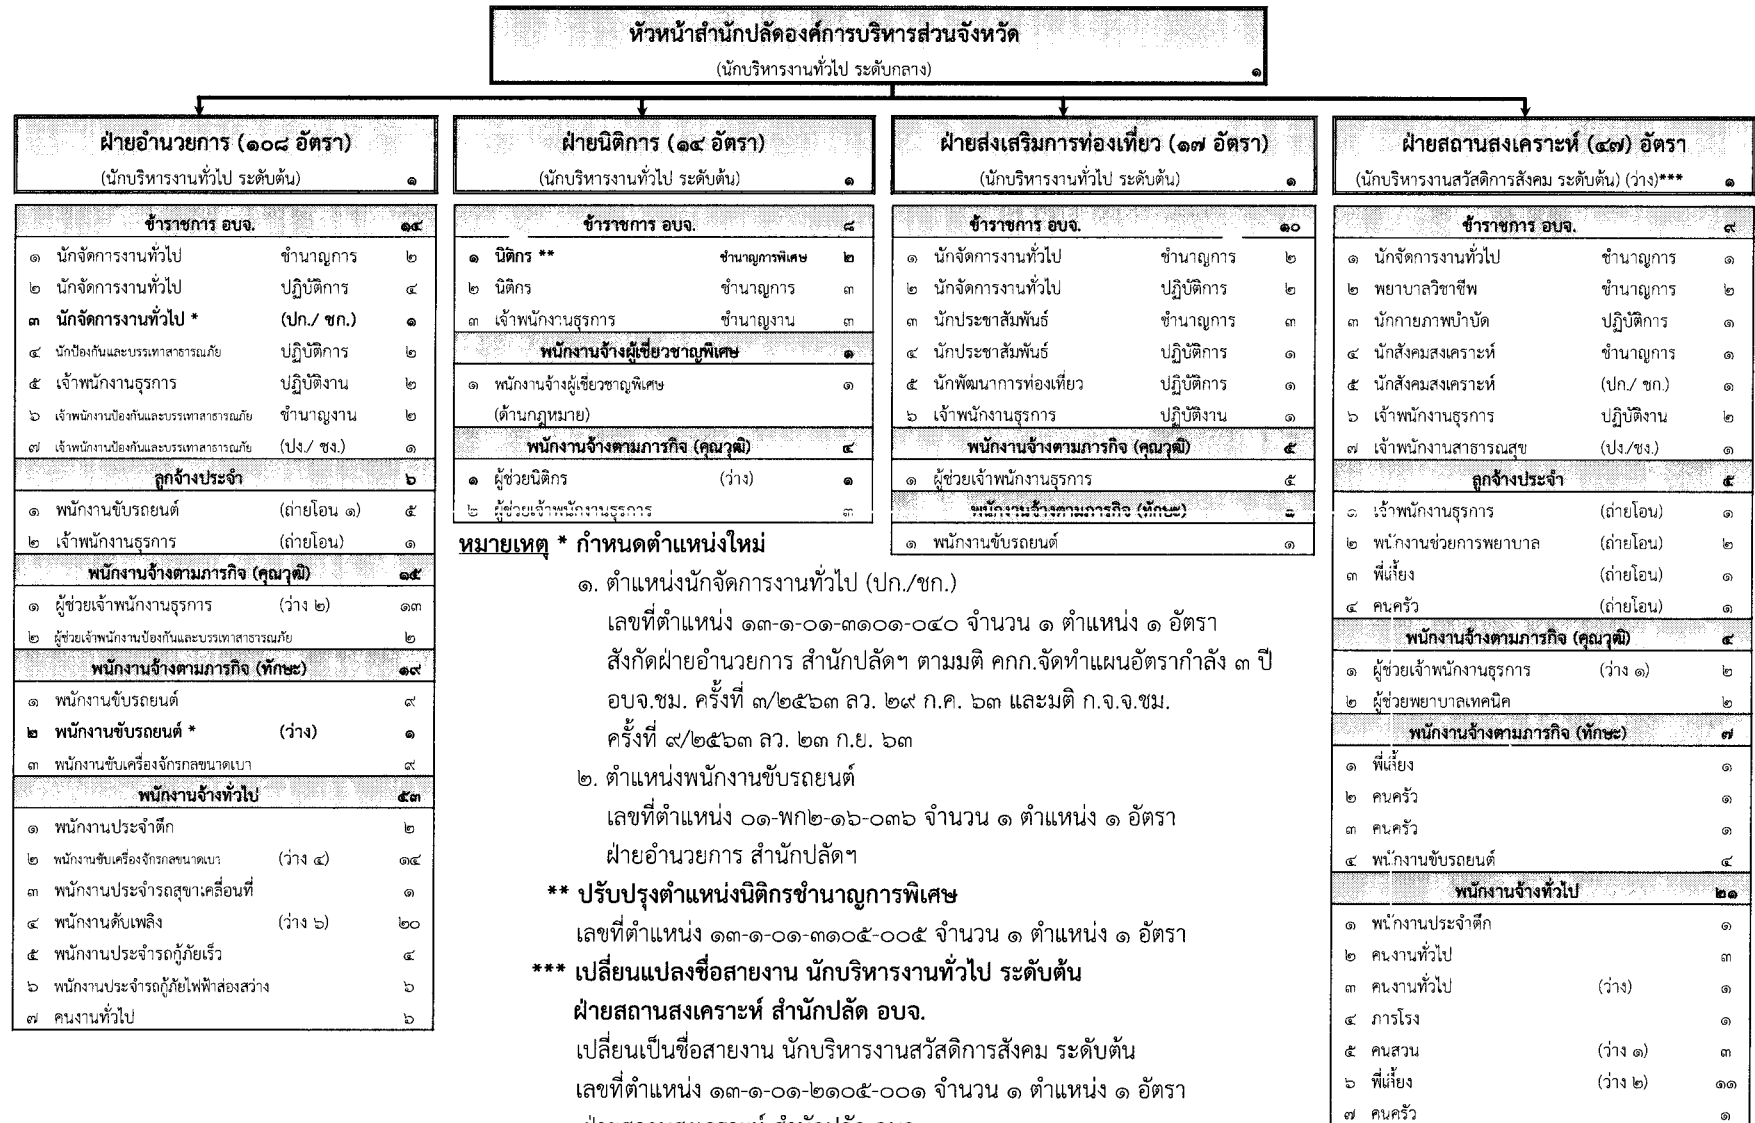 หัวหน้าสำนักปลัดองค์การบริหารส่วนจังหวัด
(นักบริหารงานทั่วไป ระดับกลาง) ๑
ฝ่ายอำนวยการ (๑๐๘ อัตรา)
(นักบริหารงานทั่วไป ระดับต้น) ๑
ข้าราชการ อบจ. ๑๔
๑ นักจัดการงานทั่วไป ชำนาญการ ๒
๒ นักจัดการงานทั่วไป ปฏิบัติการ ๔
๓ นักจัดการงานทั่วไป * (ปก./ ชก.) ๑
๔ นักป้องกันและบรรเทาสาธารณภัย ปฏิบัติการ ๒
๕ เจ้าพนักงานธุรการ ปฏิบัติงาน ๒
๖ เจ้าพนักงานป้องกันและบรรเทาสาธารณภัย ชำนาญงาน ๒
๗ เจ้าพนักงานป้องกันและบรรเทาสาธารณภัย (ปง./ ชง.) ๑
ลูกจ้างประจำ ๖
๑ พนักงานขับรถยนต์ (ถ่ายโอน ๑) ๕
๒ เจ้าพนักงานธุรการ (ถ่ายโอน) ๑
พนักงานจ้างตามภารกิจ (คุณวุฒิ) ๑๕
๑ ผู้ช่วยเจ้าพนักงานธุรการ (ว่าง ๒) ๑๓
๒ ผู้ช่วยเจ้าพนักงานป้องกันและบรรเทาสาธารณภัย ๒
พนักงานจ้างตามภารกิจ (ทักษะ) ๑๙
๑ พนักงานขับรถยนต์ ๙
๒ พนักงานขับรถยนต์ * (ว่าง) ๑
๓ พนักงานขับเครื่องจักรกลขนาดเบา ๙
พนักงานจ้างทั่วไป ๕๓
๑ พนักงานประจำตึก ๒
๒ พนักงานขับเครื่องจักรกลขนาดเบา (ว่าง ๔) ๑๔
๓ พนักงานประจำรถสุขาเคลื่อนที่ ๑
๔ พนักงานดับเพลิง (ว่าง ๖) ๒๐
๕ พนักงานประจำรถกู้ภัยเร็ว ๔
๖ พนักงานประจำรถกู้ภัยไฟฟ้าส่องสว่าง ๖
๗ คนงานทั่วไป ๖
ฝ่ายนิติการ (๑๔ อัตรา)
(นักบริหารงานทั่วไป ระดับต้น) ๑
ข้าราชการ อบจ. ๘
๑ นิติกร ** ชำนาญการพิเศษ ๒
๒ นิติกร ชำนาญการ ๓
๓ เจ้าพนักงานธุรการ ชำนาญงาน ๓
พนักงานจ้างผู้เชี่ยวชาญพิเศษ ๑
๑ พนักงานจ้างผู้เชี่ยวชาญพิเศษ ๑
(ด้านกฎหมาย)
พนักงานจ้างตามภารกิจ (คุณวุฒิ) ๔
๑ ผู้ช่วยนิติกร (ว่าง) ๑
๒ ผู้ช่วยเจ้าพนักงานธุรการ ๓
ฝ่ายส่งเสริมการท่องเที่ยว (๑๗ อัตรา)
(นักบริหารงานทั่วไป ระดับต้น) ๑
ข้าราชการ อบจ. ๑๐
๑ นักจัดการงานทั่วไป ชำนาญการ ๒
๒ นักจัดการงานทั่วไป ปฏิบัติการ ๒
๓ นักประชาสัมพันธ์ ชำนาญการ ๓
๔ นักประชาสัมพันธ์ ปฏิบัติการ ๑
๕ นักพัฒนาการท่องเที่ยว ปฏิบัติการ ๑
๖ เจ้าพนักงานธุรการ ปฏิบัติงาน ๑
พนักงานจ้างตามภารกิจ (คุณวุฒิ) ๕
๑ ผู้ช่วยเจ้าพนักงานธุรการ ๕
พนักงานจ้างตามภารกิจ (ทักษะ) ๑
๑ พนักงานขับรถยนต์ ๑
ฝ่ายสถานสงเคราะห์ (๔๗) อัตรา
(นักบริหารงานสวัสดิการสังคม ระดับต้น) (ว่าง)*** ๑
ข้าราชการ อบจ. ๙
๑ นักจัดการงานทั่วไป ชำนาญการ ๑
๒ พยาบาลวิชาชีพ ชำนาญการ ๒
๓ นักกายภาพบำบัด ปฏิบัติการ ๑
๔ นักสังคมสงเคราะห์ ชำนาญการ ๑
๕ นักสังคมสงเคราะห์ (ปก./ ชก.) ๑
๖ เจ้าพนักงานธุรการ ปฏิบัติงาน ๒
๗ เจ้าพนักงานสาธารณสุข (ปง./ชง.) ๑
ลูกจ้างประจำ ๕
๑ เจ้าพนักงานธุรการ (ถ่ายโอน) ๑
๒ พนักงานช่วยการพยาบาล (ถ่ายโอน) ๒
๓ พี่เลี้ยง (ถ่ายโอน) ๑
๔ คนครัว (ถ่ายโอน) ๑
พนักงานจ้างตามภารกิจ (คุณวุฒิ) ๔
๑ ผู้ช่วยเจ้าพนักงานธุรการ (ว่าง ๑) ๒
๒ ผู้ช่วยพยาบาลเทคนิค ๒
พนักงานจ้างตามภารกิจ (ทักษะ) ๗
๑ พี่เลี้ยง ๑
๒ คนครัว ๑
๓ คนครัว ๑
๔ พนักงานขับรถยนต์ ๔
พนักงานจ้างทั่วไป ๒๑
๑ พนักงานประจำตึก ๑
๒ คนงานทั่วไป ๓
๓ คนงานทั่วไป (ว่าง) ๑
๔ ภารโรง ๑
๕ คนสวน (ว่าง ๑) ๓
๖ พี่เลี้ยง (ว่าง ๒) ๑๑
๗ คนครัว ๑
หมายเหตุ * กำหนดตำแหน่งใหม่
๑. ตำแหน่งนักจัดการงานทั่วไป (ปก./ชก.)
เลขที่ตำแหน่ง ๑๓-๑-๐๑-๓๑๐๑-๐๔๐ จำนวน ๑ ตำแหน่ง ๑ อัตรา
สังกัดฝ่ายอำนวยการ สำนักปลัดฯ ตามมติ คกก.จัดทำแผนอัตรากำลัง ๓ ปี
อบจ.ชม. ครั้งที่ ๓/๒๕๖๓ ลว. ๒๙ ก.ค. ๖๓ และมติ ก.จ.จ.ชม.
ครั้งที่ ๙/๒๕๖๓ ลว. ๒๓ ก.ย. ๖๓
๒. ตำแหน่งพนักงานขับรถยนต์
เลขที่ตำแหน่ง ๐๑-พก๒-๑๖-๐๓๖ จำนวน ๑ ตำแหน่ง ๑ อัตรา
ฝ่ายอำนวยการ สำนักปลัดฯ
** ปรับปรุงตำแหน่งนิติกรชำนาญการพิเศษ
เลขที่ตำแหน่ง ๑๓-๑-๐๑-๓๑๐๕-๐๐๕ จำนวน ๑ ตำแหน่ง ๑ อัตรา
*** เปลี่ยนแปลงชื่อสายงาน นักบริหารงานทั่วไป ระดับต้น
ฝ่ายสถานสงเคราะห์ สำนักปลัด อบจ.
เปลี่ยนเป็นชื่อสายงาน นักบริหารงานสวัสดิการสังคม ระดับต้น
เลขที่ตำแหน่ง ๑๓-๑-๐๑-๒๑๐๕-๐๐๑ จำนวน ๑ ตำแหน่ง ๑ อัตรา